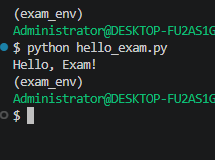 (exam_env)
Administrator@DESKTOP-FU2AS1G
$ python hello_exam.py
Hello, Exam!
(exam_env)
Administrator@DESKTOP-FU2AS1G
$